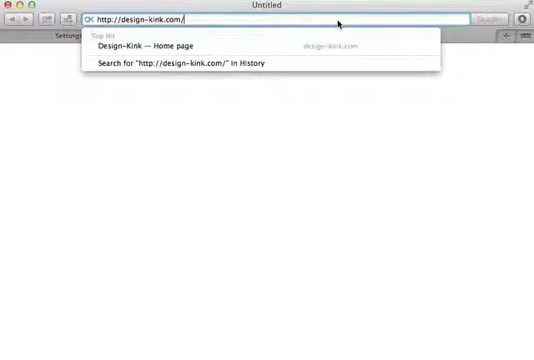 Untitled
http://design-kink.com/
Settings
Top Hit
Design-Kink — Home page design-kink.com
Search for "http://design-kink.com/" in History